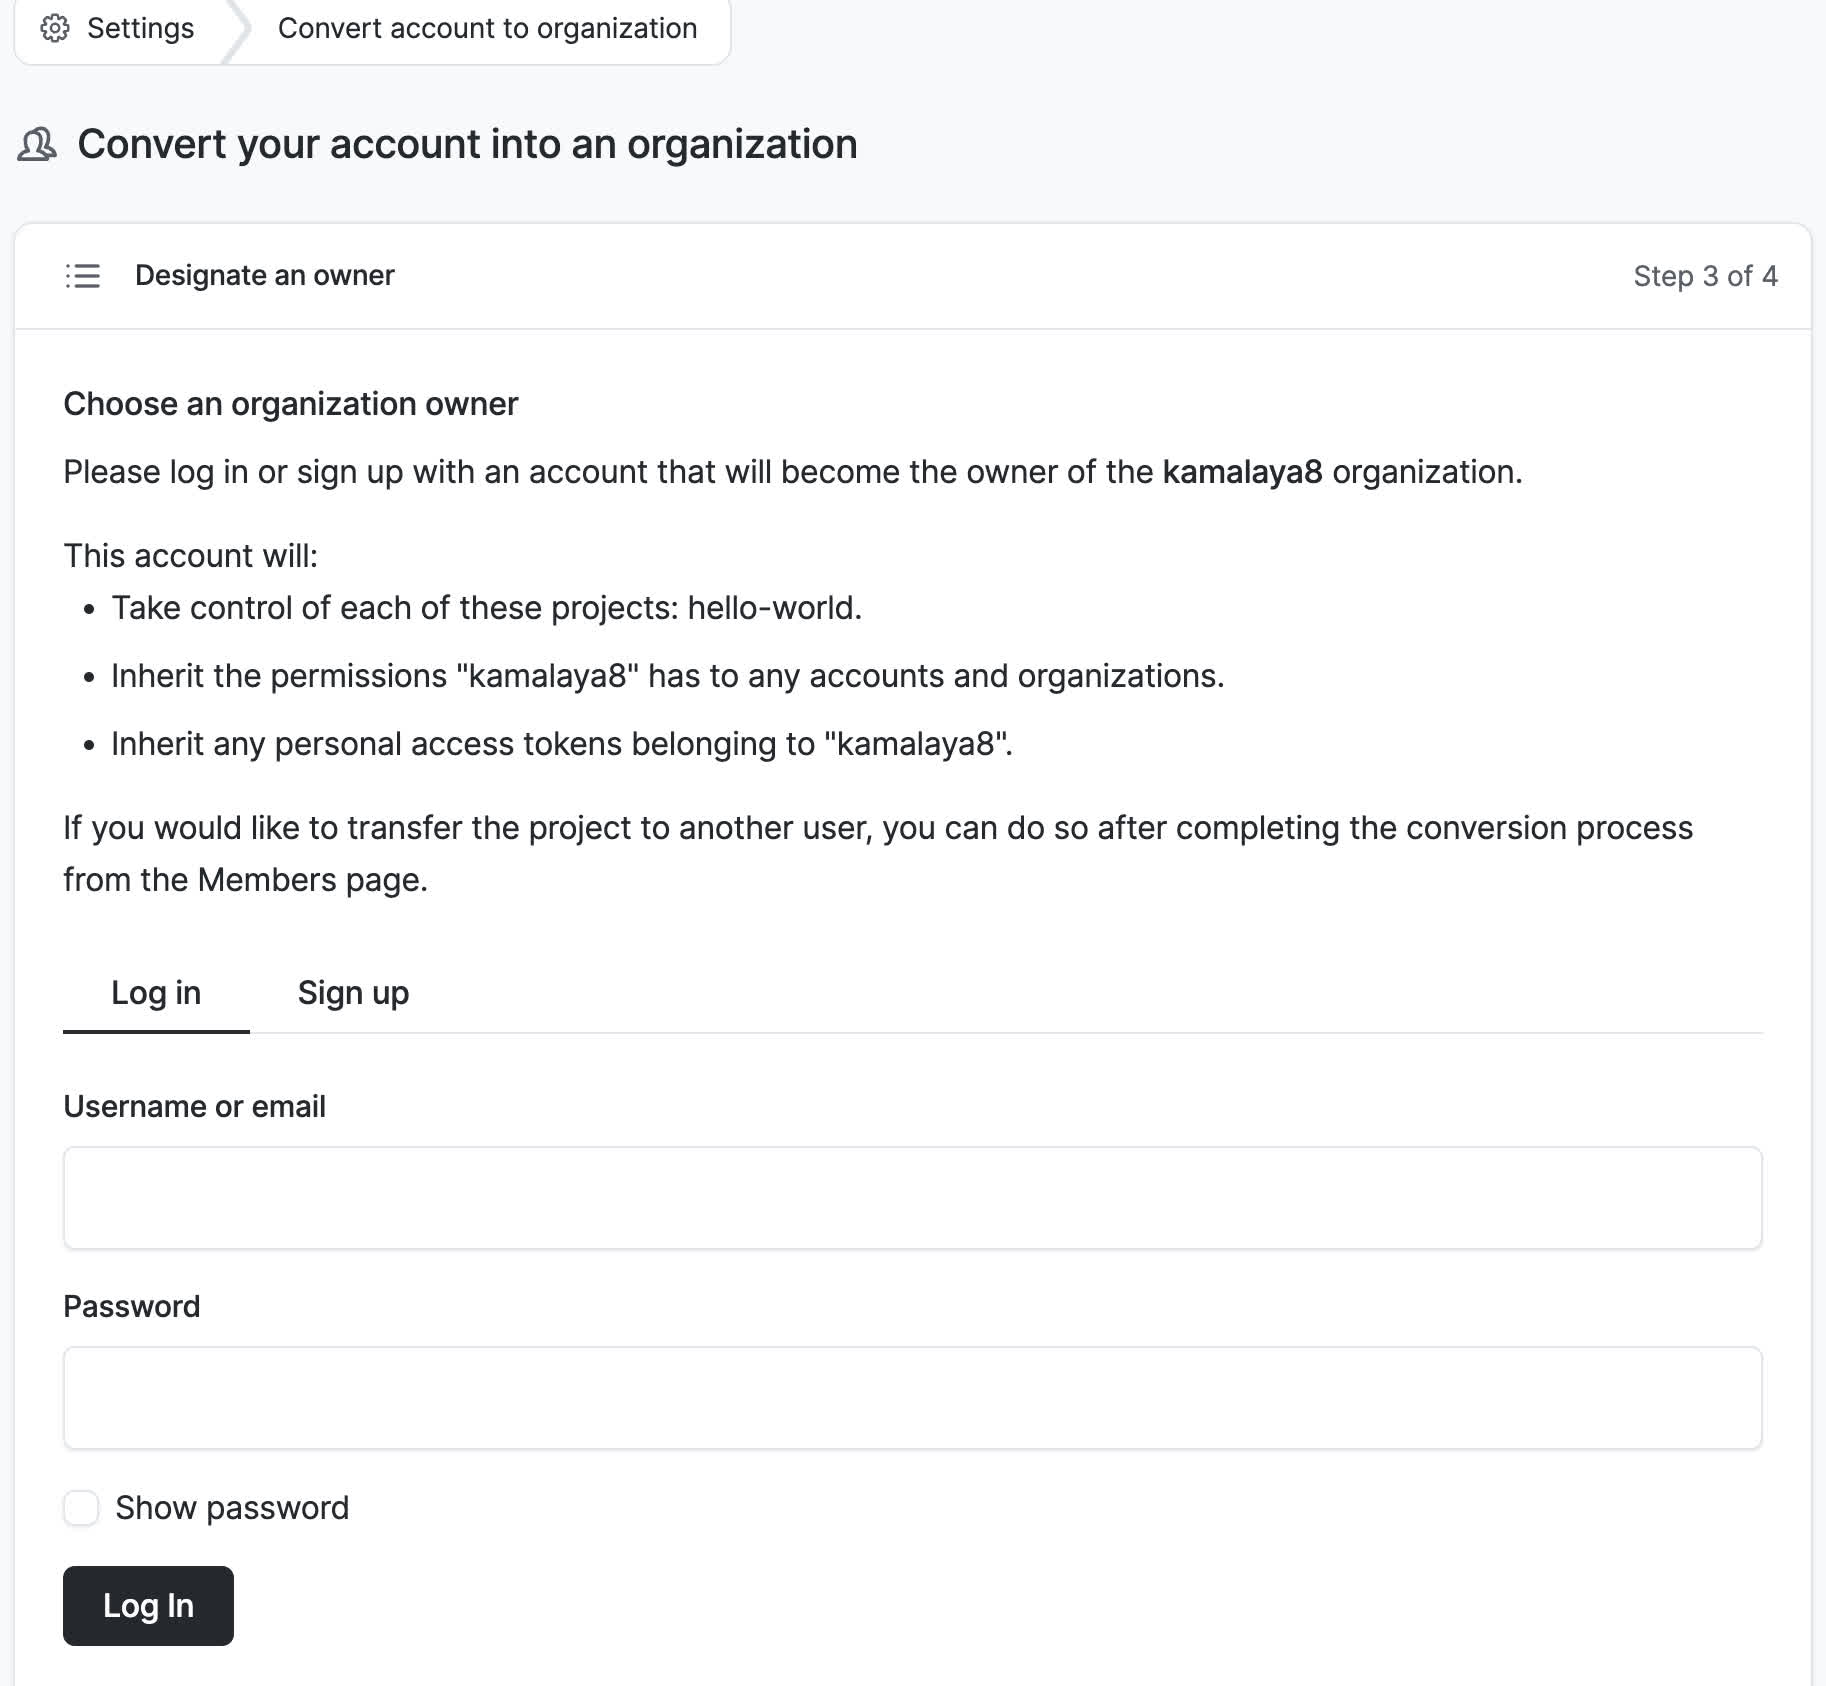 Settings
Convert account to organization
Convert your account into an organization
Designate an owner
Step 3 of 4
Choose an organization owner
Please log in or sign up with an account that will become the owner of the kamalaya8 organization.
This account will:
• Take control of each of these projects: hello-world.
• Inherit the permissions "kamalaya8" has to any accounts and organizations.
• Inherit any personal access tokens belonging to "kamalaya8".
If you would like to transfer the project to another user, you can do so after completing the conversion process
from the Members page.
Log in
Sign up
Username or email
Password
Show password
Log In